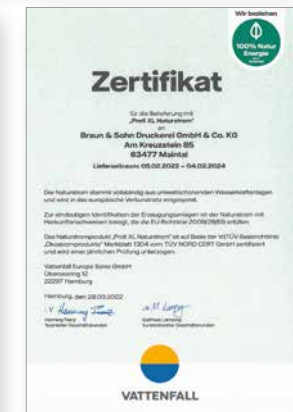 Wir beziehen
100% Natur
Energie
Zertifikat
für die Belieferung mit
„Profi XL Naturstrom“
an
Braun & Sohn Druckerei GmbH & Co. KG
Am Kreuzstein 85
63477 Maintal
Lieferzeitraum: 05.02.2022 – 04.02.2024
Der Naturstrom stammt vollständig aus umweltschonenden Wasserkraftanlagen
und wird in das europäische Verbundnetz eingespeist.
Zur eindeutigen Identifikation der Erzeugungsanlagen ist der Naturstrom mit
Herkunftsnachweisen belegt, die die EU-Richtlinie 2009/28/EG erfüllen.
Das Naturstromprodukt „Profi XL Naturstrom“ ist auf Basis der VdTÜV-Basisrichtlinie
„Ökostromprodukte“ Merkblatt 1304 vom TÜV NORD CERT GmbH zertifiziert
und wird einer jährlichen Prüfung unterzogen.
Vattenfall Europe Sales GmbH
Überseering 12
22297 Hamburg
Hamburg, den 28.03.2022
i.V.
Henning
Teamleiter Geschäftskunden
Geschäftskunden
VATTENFALL